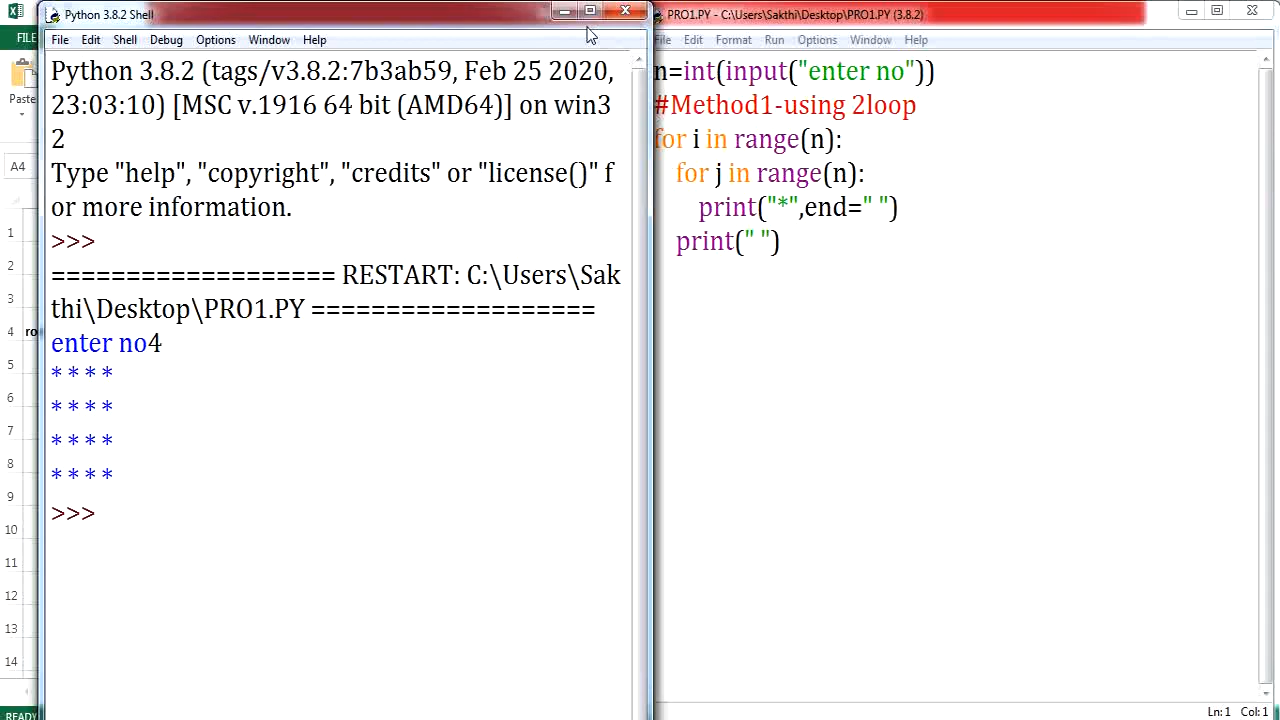 Python 3.8.2 Shell
File Edit Shell Debug Options Window Help
Python 3.8.2 (tags/v3.8.2:7b3ab59, Feb 25 2020,
23:03:10) [MSC v.1916 64 bit (AMD64)] on win3
2
Type "help", "copyright", "credits" or "license()" f
or more information.
>>>
=================== RESTART: C:\Users\Sak
thi\Desktop\PRO1.PY ===================
enter no4
* * * *
* * * *
* * * *
* * * *
>>>
PRO1.PY - C:\Users\Sakthi\Desktop\PRO1.PY (3.8.2)
File Edit Format Run Options Window Help
n=int(input("enter no"))
#Method1-using 2loop
for i in range(n):
    for j in range(n):
        print("*",end=" ")
    print(" ")
Ln: 1 Col: 1
FILE
Paste
A4
1
2
3
4 ro
5
6
7
8
9
10
11
12
13
14
READY